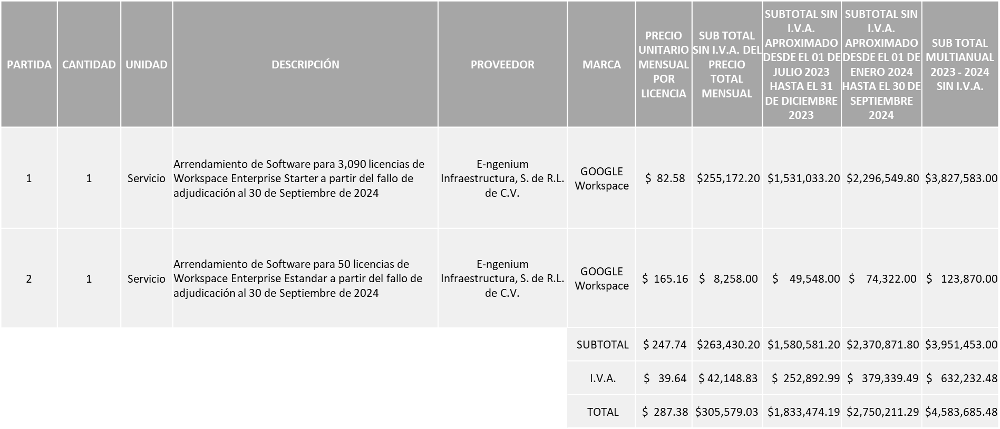 PARTIDA
CANTIDAD
UNIDAD
DESCRIPCIÓN
PROVEEDOR
MARCA
PRECIO
UNITARIO
MENSUAL
POR
LICENCIA
SUB TOTAL
SIN I.V.A. DEL
PRECIO
TOTAL
MENSUAL
SUBTOTAL SIN
I.V.A.
APROXIMADO
DESDE EL 01 DE
JULIO 2023
HASTA EL 31
DE DICIEMBRE
2023
SUBTOTAL SIN
I.V.A.
APROXIMADO
DESDE EL 01 DE
ENERO 2024
HASTA EL 30 DE
SEPTIEMBRE
2024
SUB TOTAL
MULTIANUAL
2023 - 2024
SIN I.V.A.
1
1
Servicio
Arrendamiento de Software para 3,090 licencias de
Workspace Enterprise Starter a partir del fallo de
adjudicación al 30 de Septiembre de 2024
E-ngenium
Infraestructura, S. de R.L.
de C.V.
GOOGLE
Workspace
$ 82.58
$255,172.20
$1,531,033.20
$2,296,549.80
$3,827,583.00
2
1
Servicio
Arrendamiento de Software para 50 licencias de
Workspace Enterprise Estandar a partir del fallo de
adjudicación al 30 de Septiembre de 2024
E-ngenium
Infraestructura, S. de R.L.
de C.V.
GOOGLE
Workspace
$ 165.16
$ 8,258.00
$ 49,548.00
$ 74,322.00
$ 123,870.00
SUBTOTAL
$ 247.74
$263,430.20
$1,580,581.20
$2,370,871.80
$3,951,453.00
I.V.A.
$ 39.64
$ 42,148.83
$ 252,892.99
$ 379,339.49
$ 632,232.48
TOTAL
$ 287.38
$305,579.03
$1,833,474.19
$2,750,211.29
$4,583,685.48